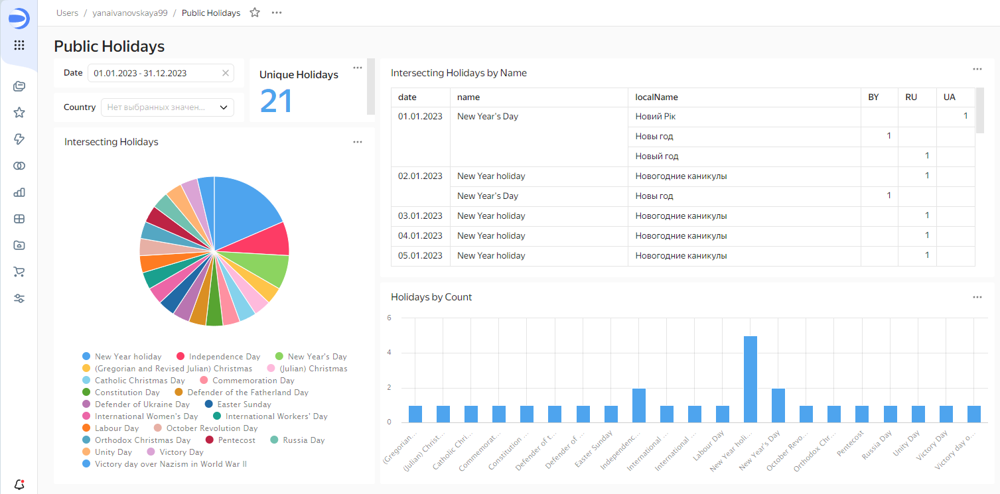 Users / yanaivanovskaya99 / Public Holidays
Public Holidays
Date 01.01.2023 - 31.12.2023
Country Нет выбранных значен...
Unique Holidays
21
Intersecting Holidays
New Year holiday Independence Day New Year's Day
(Gregorian and Revised Julian) Christmas (Julian) Christmas
Catholic Christmas Day Commemoration Day
Constitution Day Defender of the Fatherland Day
Defender of Ukraine Day Easter Sunday
International Women's Day International Workers' Day
Labour Day October Revolution Day
Orthodox Christmas Day Pentecost Russia Day
Unity Day Victory Day
Victory day over Nazism in World War II
Intersecting Holidays by Name
date name localName BY RU UA
01.01.2023 New Year's Day Новий Рік 1
Новы год 1
Новый год 1
02.01.2023 New Year holiday Новогодние каникулы 1
New Year's Day Новы год 1
03.01.2023 New Year holiday Новогодние каникулы 1
04.01.2023 New Year holiday Новогодние каникулы 1
05.01.2023 New Year holiday Новогодние каникулы 1
Holidays by Count
6
4
2
0
(Gregorian...
(Julian) Christ...
Catholic Chri...
Commemorat...
Constitution ...
Defender of t...
Defender of ...
Easter Sunday
Independenc...
International ...
International ...
Labour Day
New Year holi...
New Year's Day
October Revo...
Orthodox Chr...
Pentecost
Russia Day
Unity Day
Victory Day
Victory day o...